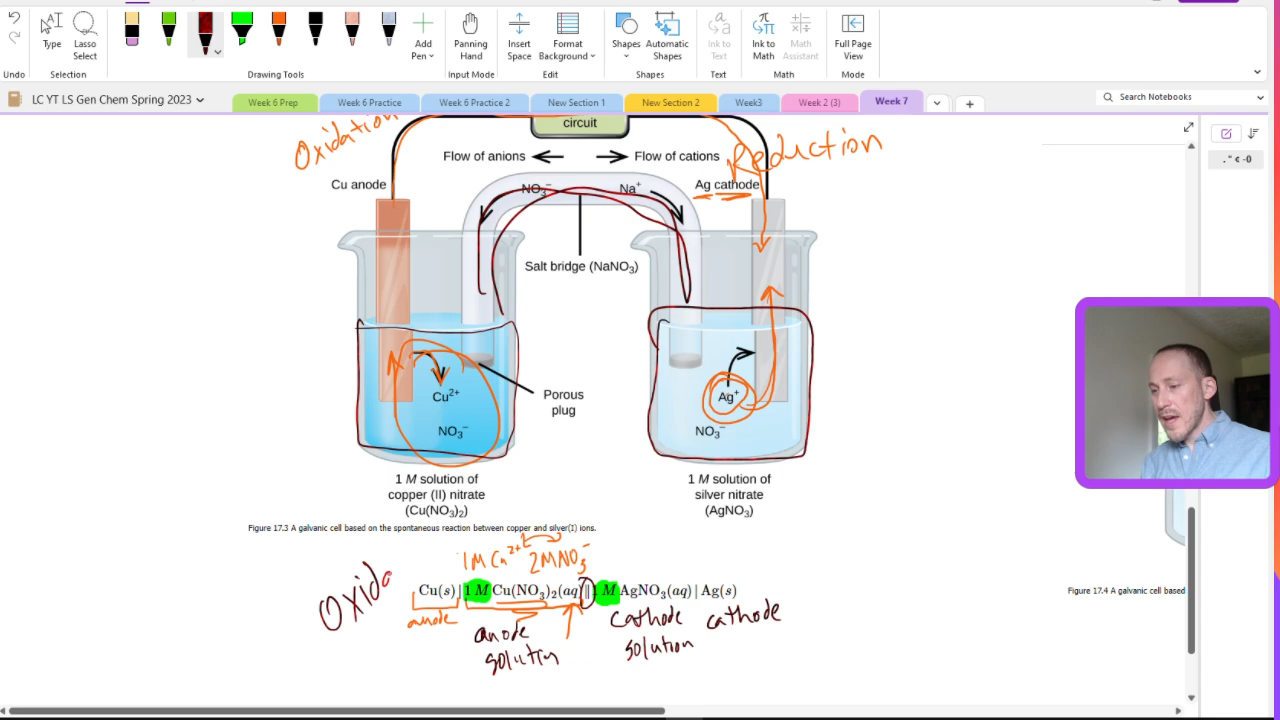 Type
Lasso Select
Add Pen
Panning Hand
Insert Space
Format Background
Shapes
Automatic Shapes
Ink to Text
Ink to Math
Math Assistant
Full Page View
Undo
Selection
Drawing Tools
Input Mode
Edit
Shapes
Text
Math
Mode
LC YT LS Gen Chem Spring 2023
Week 6 Prep
Week 6 Practice
Week 6 Practice 2
New Section 1
New Section 2
Week3
Week 2 (3)
Week 7
Search Notebooks
Oxidation
circuit
Reduction
Flow of anions
Flow of cations
Cu anode
NO₃⁻
Na⁺
Ag cathode
Salt bridge (NaNO₃)
Cu²⁺
NO₃⁻
Porous plug
Ag⁺
NO₃⁻
1 M solution of
copper (II) nitrate
(Cu(NO₃)₂)
1 M solution of
silver nitrate
(AgNO₃)
Figure 17.3 A galvanic cell based on the spontaneous reaction between copper and silver(I) ions.
1M Cu²⁺ 2M NO₃⁻
Cu(s)|1 M Cu(NO₃)₂(aq)‖1 M AgNO₃(aq)|Ag(s)
Oxida
anode
anode solution
cathode solution
cathode
Figure 17.4 A galvanic cell based